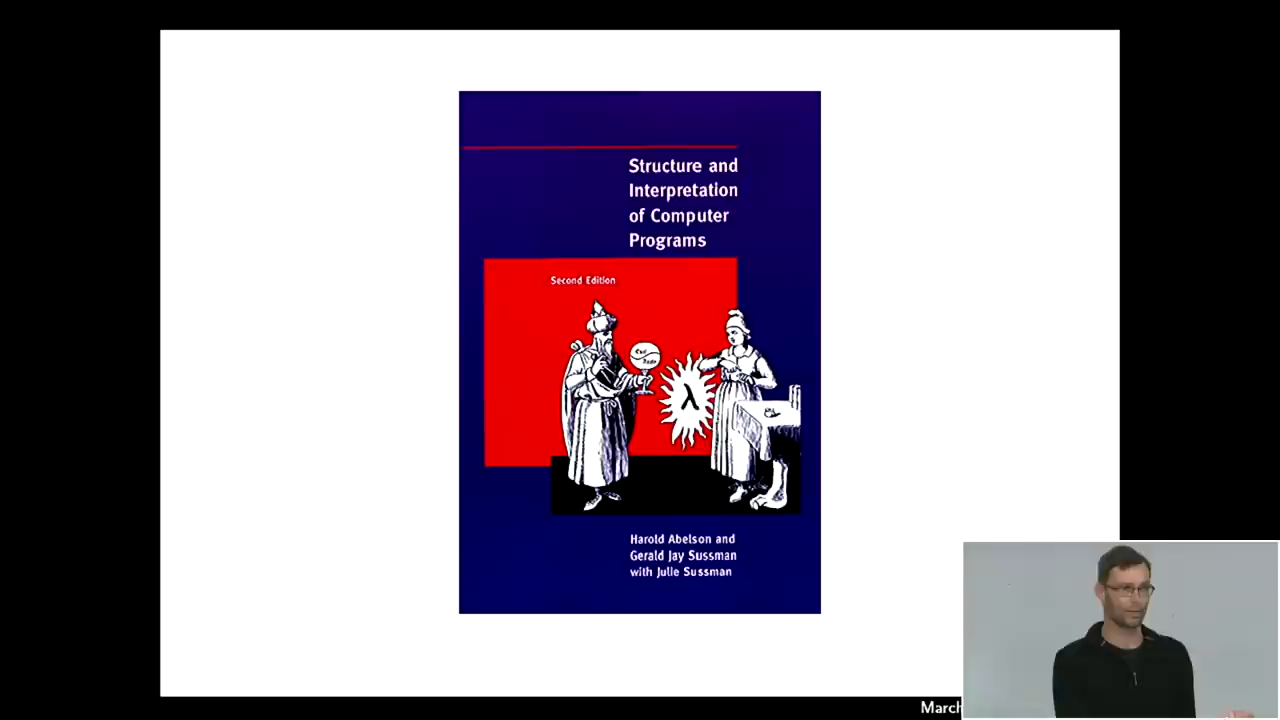 Structure and
Interpretation
of Computer
Programs
Second Edition
λ
Harold Abelson and
Gerald Jay Sussman
with Julie Sussman
March